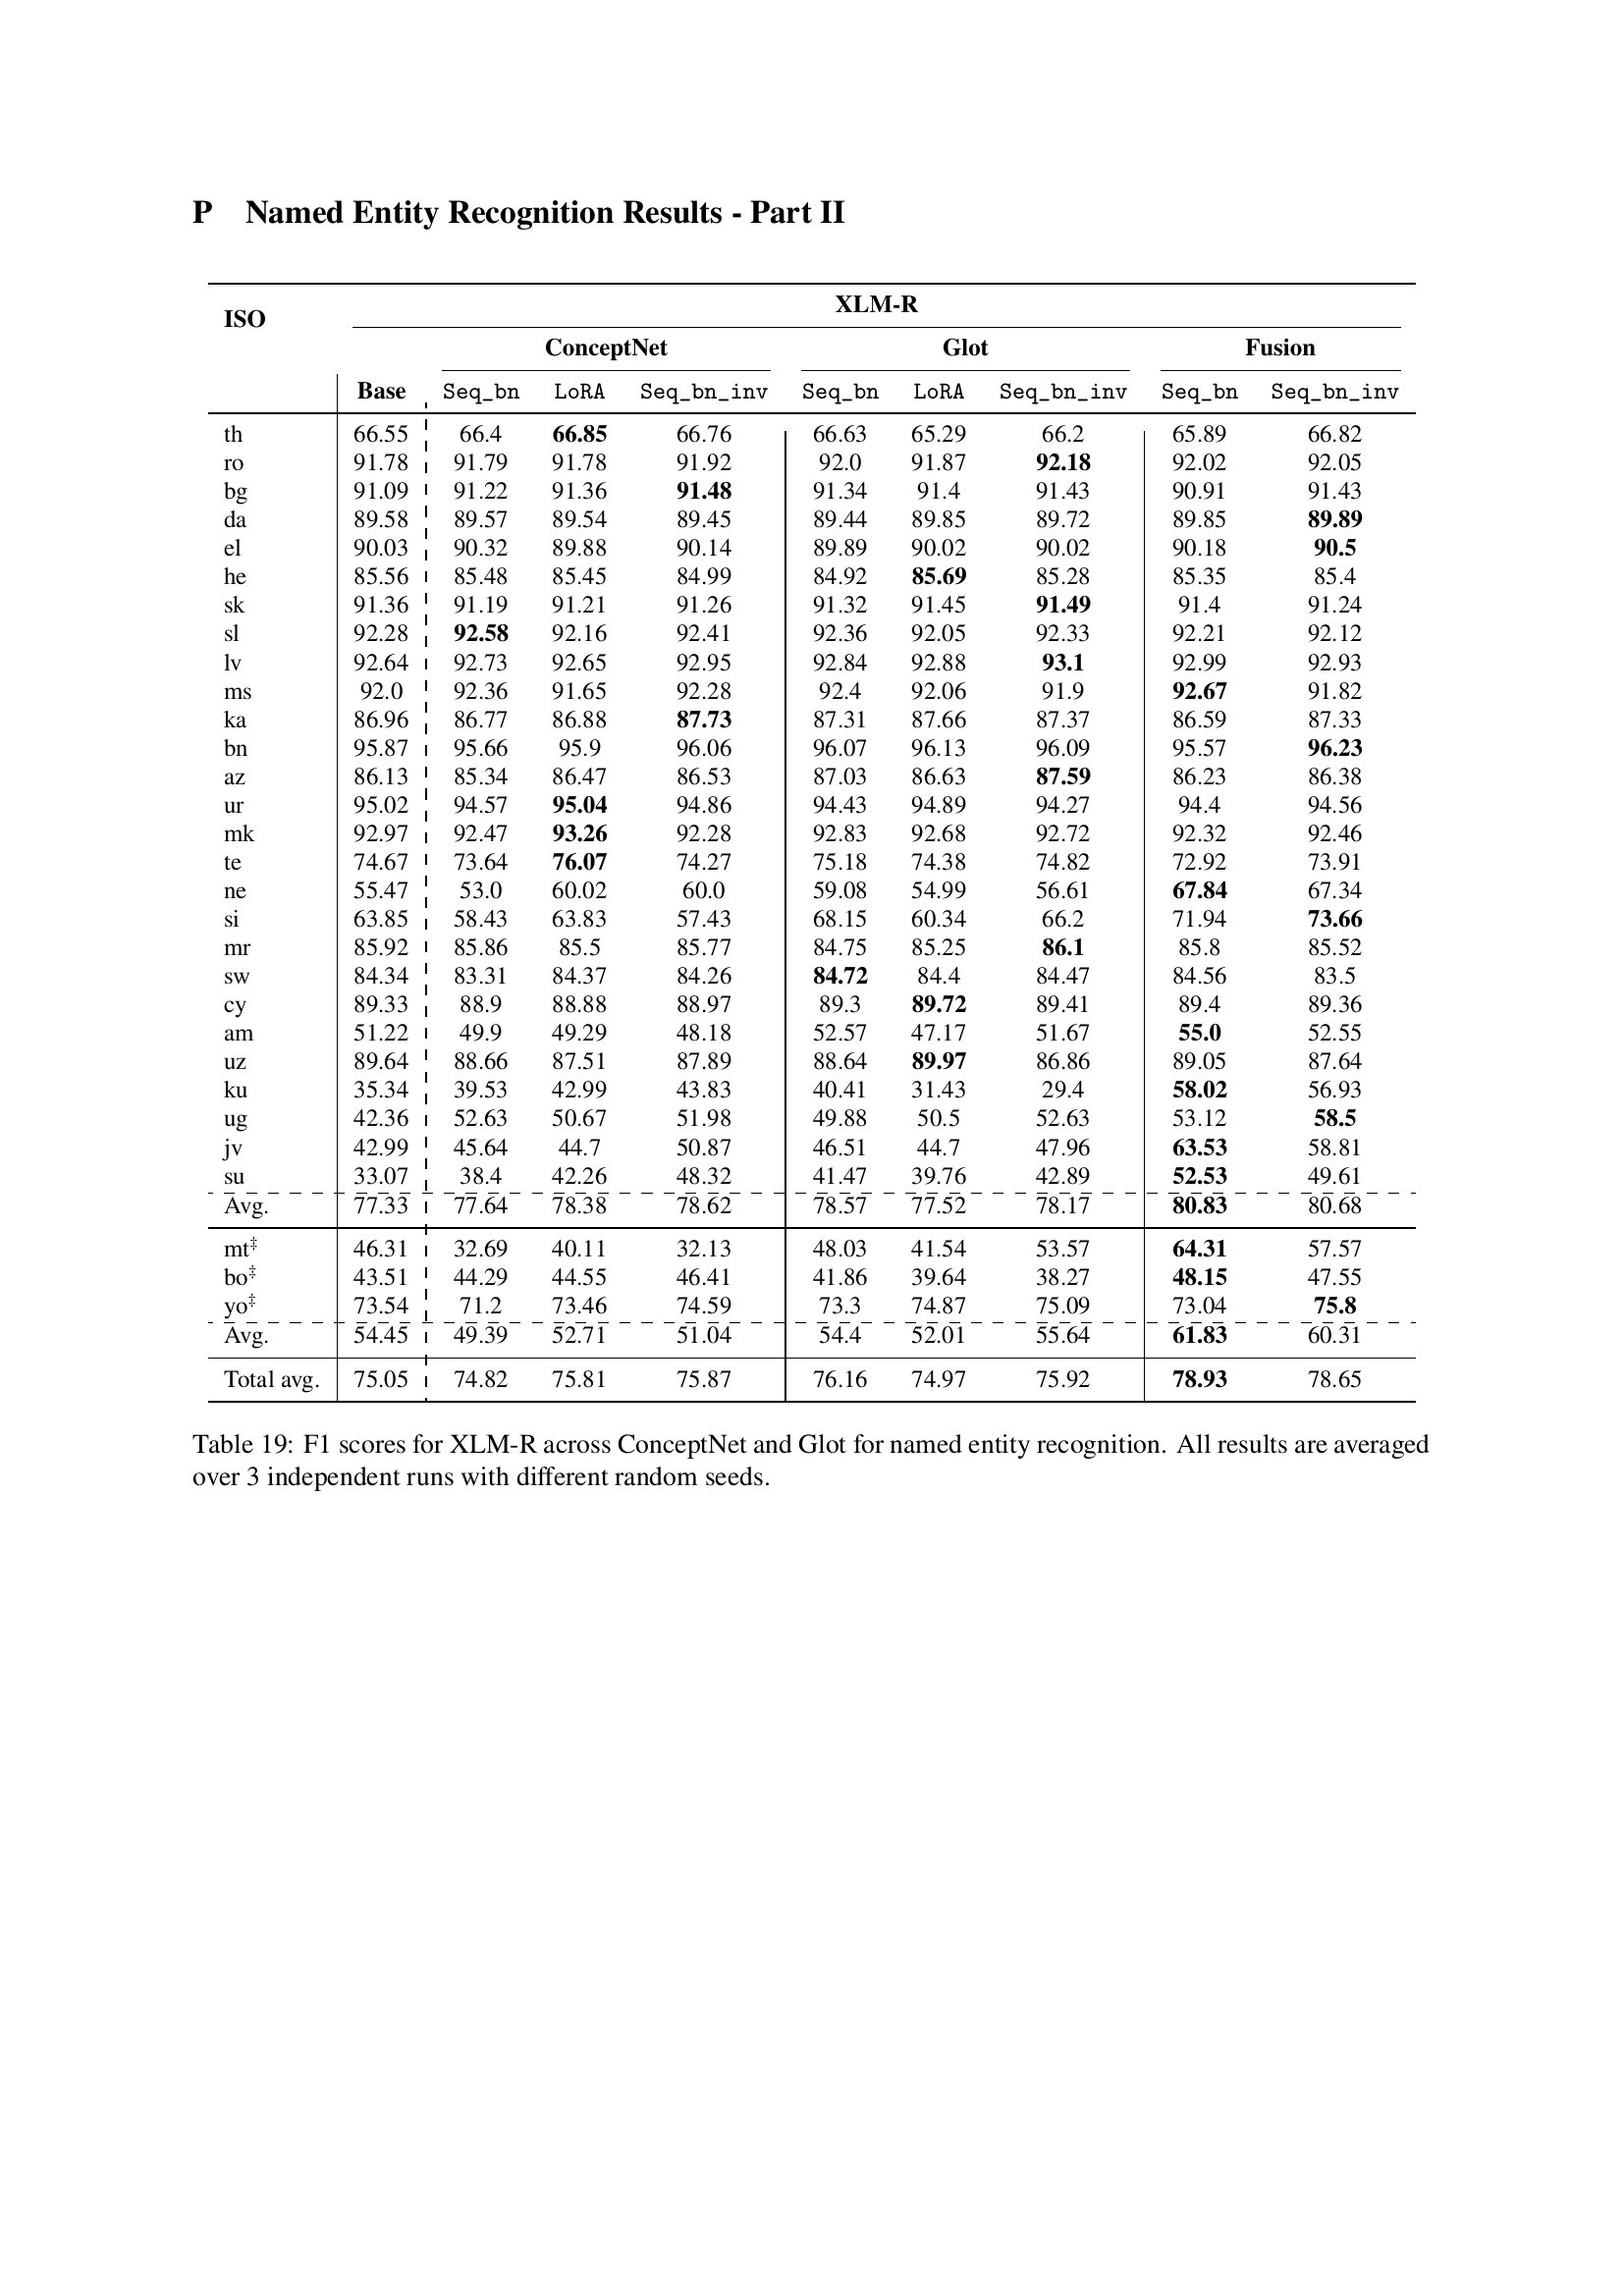 P Named Entity Recognition Results - Part II
ISO XLM-R
ConceptNet Glot Fusion
Base Seq_bn LoRA Seq_bn_inv Seq_bn LoRA Seq_bn_inv Seq_bn Seq_bn_inv
th 66.55 66.4 66.85 66.76 66.63 65.29 66.2 65.89 66.82
ro 91.78 91.79 91.78 91.92 92.0 91.87 92.18 92.02 92.05
bg 91.09 91.22 91.36 91.48 91.34 91.4 91.43 90.91 91.43
da 89.58 89.57 89.54 89.45 89.44 89.85 89.72 89.85 89.89
el 90.03 90.32 89.88 90.14 89.89 90.02 90.02 90.18 90.5
he 85.56 85.48 85.45 84.99 84.92 85.69 85.28 85.35 85.4
sk 91.36 91.19 91.21 91.26 91.32 91.45 91.49 91.4 91.24
sl 92.28 92.58 92.16 92.41 92.36 92.05 92.33 92.21 92.12
lv 92.64 92.73 92.65 92.95 92.84 92.88 93.1 92.99 92.93
ms 92.0 92.36 91.65 92.28 92.4 92.06 91.9 92.67 91.82
ka 86.96 86.77 86.88 87.73 87.31 87.66 87.37 86.59 87.33
bn 95.87 95.66 95.9 96.06 96.07 96.13 96.09 95.57 96.23
az 86.13 85.34 86.47 86.53 87.03 86.63 87.59 86.23 86.38
ur 95.02 94.57 95.04 94.86 94.43 94.89 94.27 94.4 94.56
mk 92.97 92.47 93.26 92.28 92.83 92.68 92.72 92.32 92.46
te 74.67 73.64 76.07 74.27 75.18 74.38 74.82 72.92 73.91
ne 55.47 53.0 60.02 60.0 59.08 54.99 56.61 67.84 67.34
si 63.85 58.43 63.83 57.43 68.15 60.34 66.2 71.94 73.66
mr 85.92 85.86 85.5 85.77 84.75 85.25 86.1 85.8 85.52
sw 84.34 83.31 84.37 84.26 84.72 84.4 84.47 84.56 83.5
cy 89.33 88.9 88.88 88.97 89.3 89.72 89.41 89.4 89.36
am 51.22 49.9 49.29 48.18 52.57 47.17 51.67 55.0 52.55
uz 89.64 88.66 87.51 87.89 88.64 89.97 86.86 89.05 87.64
ku 35.34 39.53 42.99 43.83 40.41 31.43 29.4 58.02 56.93
ug 42.36 52.63 50.67 51.98 49.88 50.5 52.63 53.12 58.5
jv 42.99 45.64 44.7 50.87 46.51 44.7 47.96 63.53 58.81
su 33.07 38.4 42.26 48.32 41.47 39.76 42.89 52.53 49.61
Avg. 77.33 77.64 78.38 78.62 78.57 77.52 78.17 80.83 80.68
mt‡ 46.31 32.69 40.11 32.13 48.03 41.54 53.57 64.31 57.57
bo‡ 43.51 44.29 44.55 46.41 41.86 39.64 38.27 48.15 47.55
yo‡ 73.54 71.2 73.46 74.59 73.3 74.87 75.09 73.04 75.8
Avg. 54.45 49.39 52.71 51.04 54.4 52.01 55.64 61.83 60.31
Total avg. 75.05 74.82 75.81 75.87 76.16 74.97 75.92 78.93 78.65
Table 19: F1 scores for XLM-R across ConceptNet and Glot for named entity recognition. All results are averaged
over 3 independent runs with different random seeds.